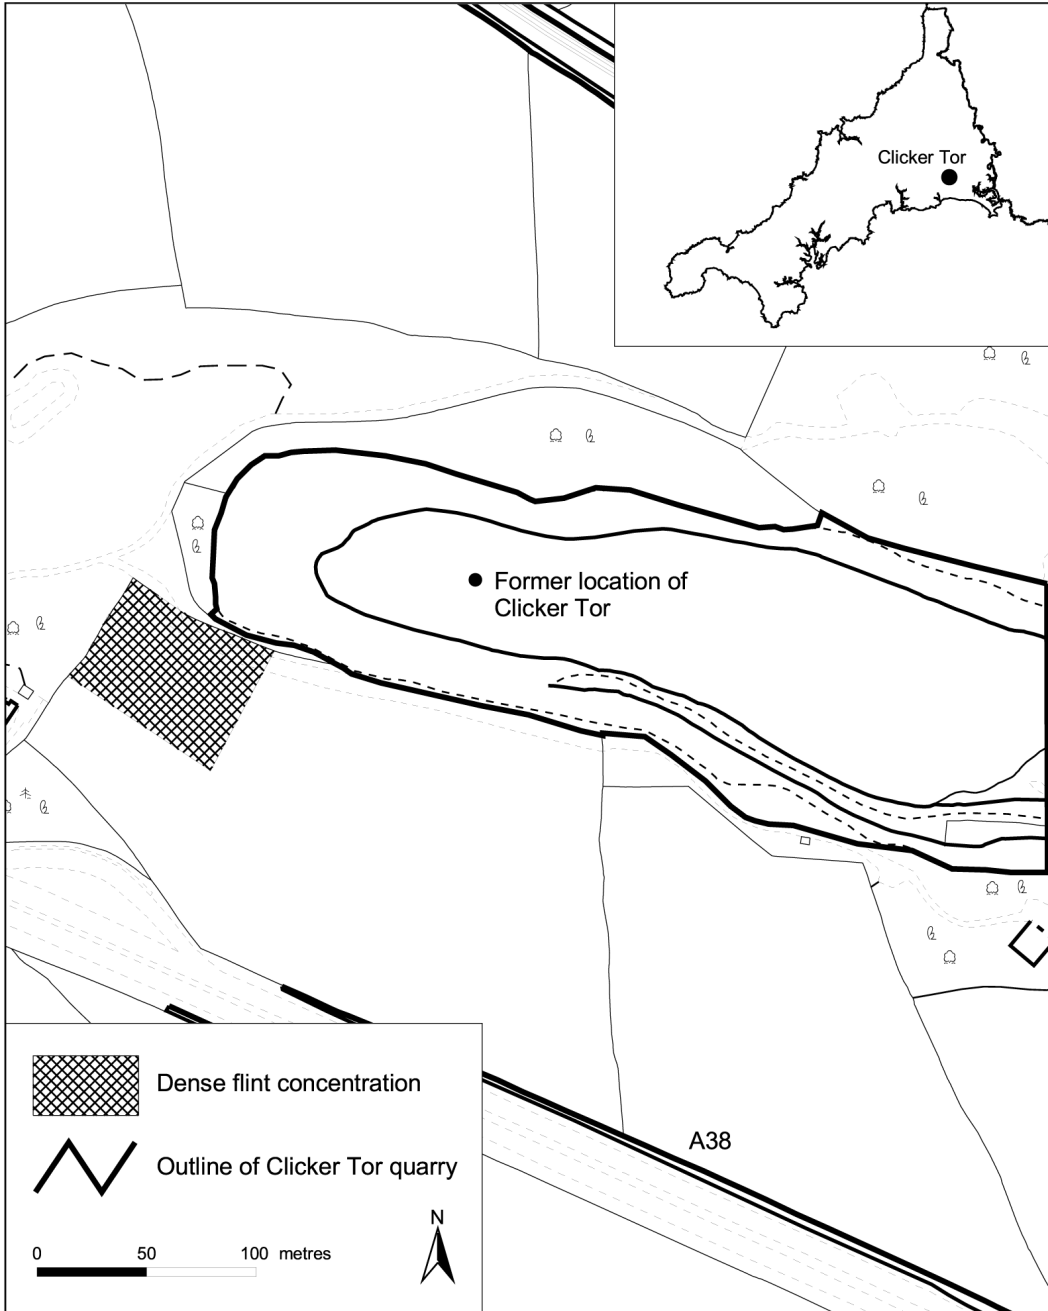 Clicker Tor
Former location of
Clicker Tor
A38
Dense flint concentration
Outline of Clicker Tor quarry
N
0 50 100 metres